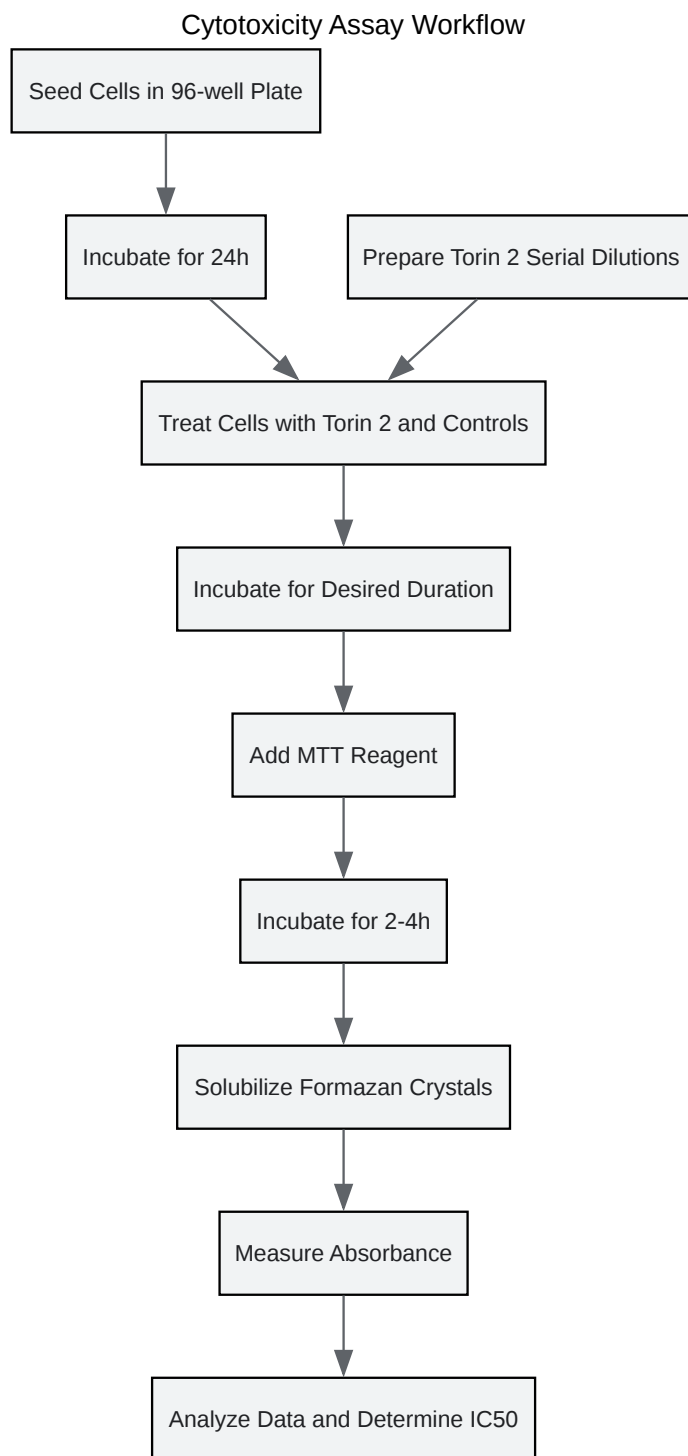 Cytotoxicity Assay Workflow
Seed Cells in 96-well Plate
Incubate for 24h
Prepare Torin 2 Serial Dilutions
Treat Cells with Torin 2 and Controls
Incubate for Desired Duration
Add MTT Reagent
Incubate for 2-4h
Solubilize Formazan Crystals
Measure Absorbance
Analyze Data and Determine IC50